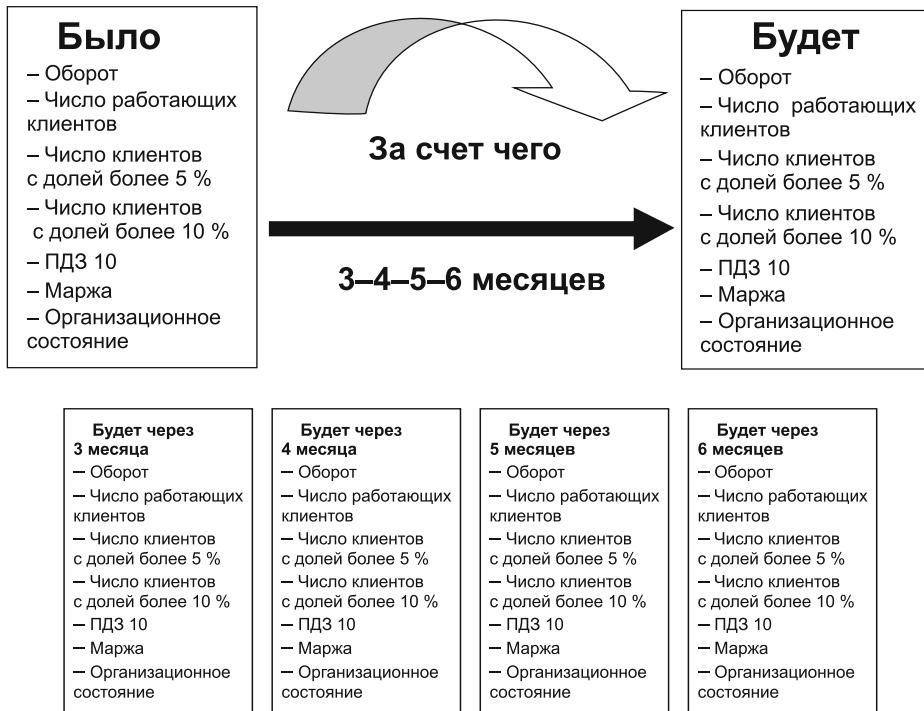 Было
– Оборот
– Число работающих
клиентов
– Число клиентов
с долей более 5 %
– Число клиентов
с долей более 10 %
– ПДЗ 10
– Маржа
– Организационное
состояние
За счет чего
3–4–5–6 месяцев
Будет
– Оборот
– Число работающих
клиентов
– Число клиентов
с долей более 5 %
– Число клиентов
с долей более 10 %
– ПДЗ 10
– Маржа
– Организационное
состояние
Будет через
3 месяца
– Оборот
– Число работающих
клиентов
– Число клиентов
с долей более 5 %
– Число клиентов
с долей более 10 %
– ПДЗ 10
– Маржа
– Организационное
состояние
Будет через
4 месяца
– Оборот
– Число работающих
клиентов
– Число клиентов
с долей более 5 %
– Число клиентов
с долей более 10 %
– ПДЗ 10
– Маржа
– Организационное
состояние
Будет через
5 месяцев
– Оборот
– Число работающих
клиентов
– Число клиентов
с долей более 5 %
– Число клиентов
с долей более 10 %
– ПДЗ 10
– Маржа
– Организационное
состояние
Будет через
6 месяцев
– Оборот
– Число работающих
клиентов
– Число клиентов
с долей более 5 %
– Число клиентов
с долей более 10 %
– ПДЗ 10
– Маржа
– Организационное
состояние